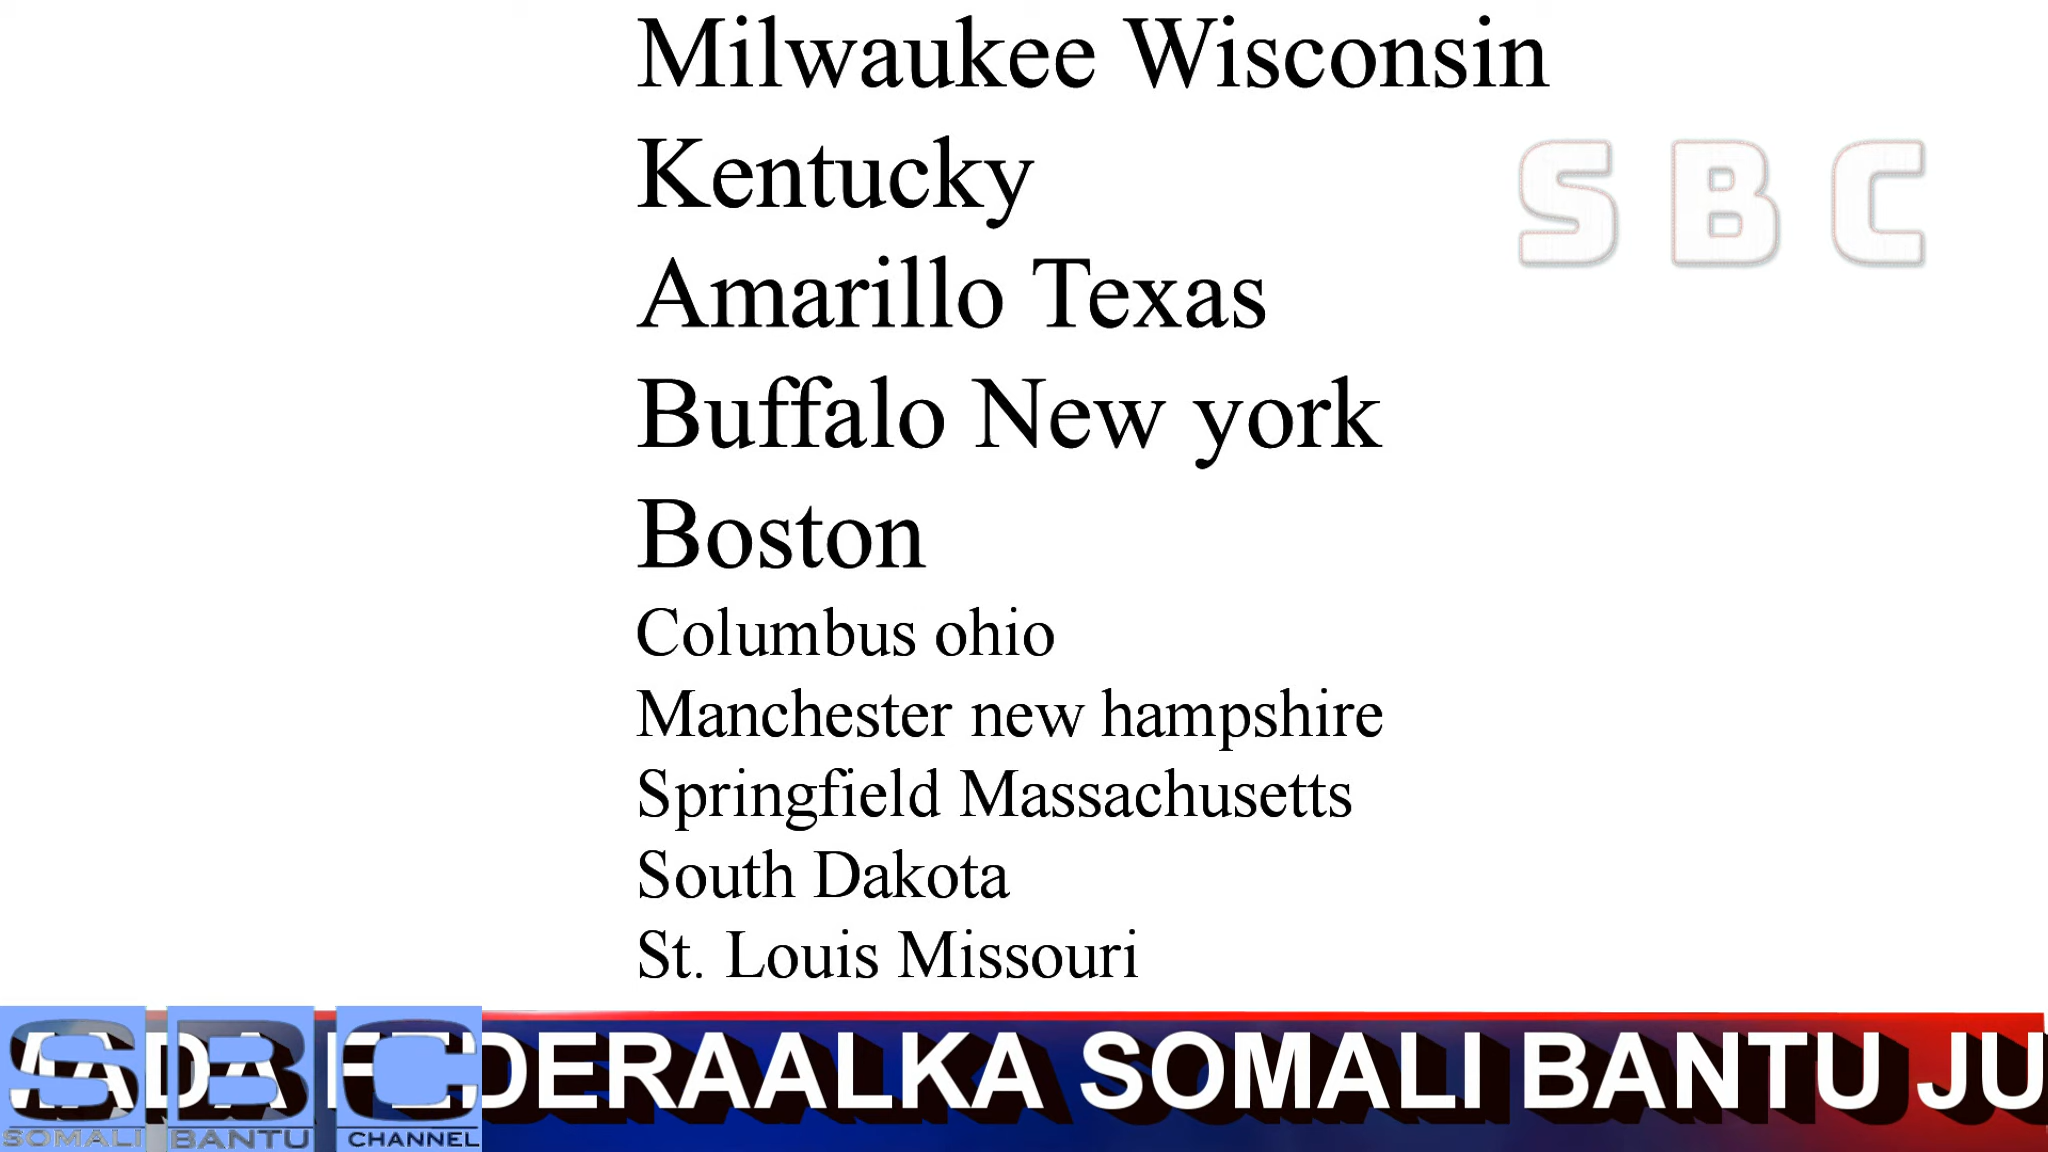 Milwaukee Wisconsin
Kentucky
S B C
Amarillo Texas
Buffalo New york
Boston
Columbus ohio
Manchester new hampshire
Springfield Massachusetts
South Dakota
St. Louis Missouri
FEDERAALKA SOMALI BANTU JU
SBC
SOMALI BANTU CHANNEL